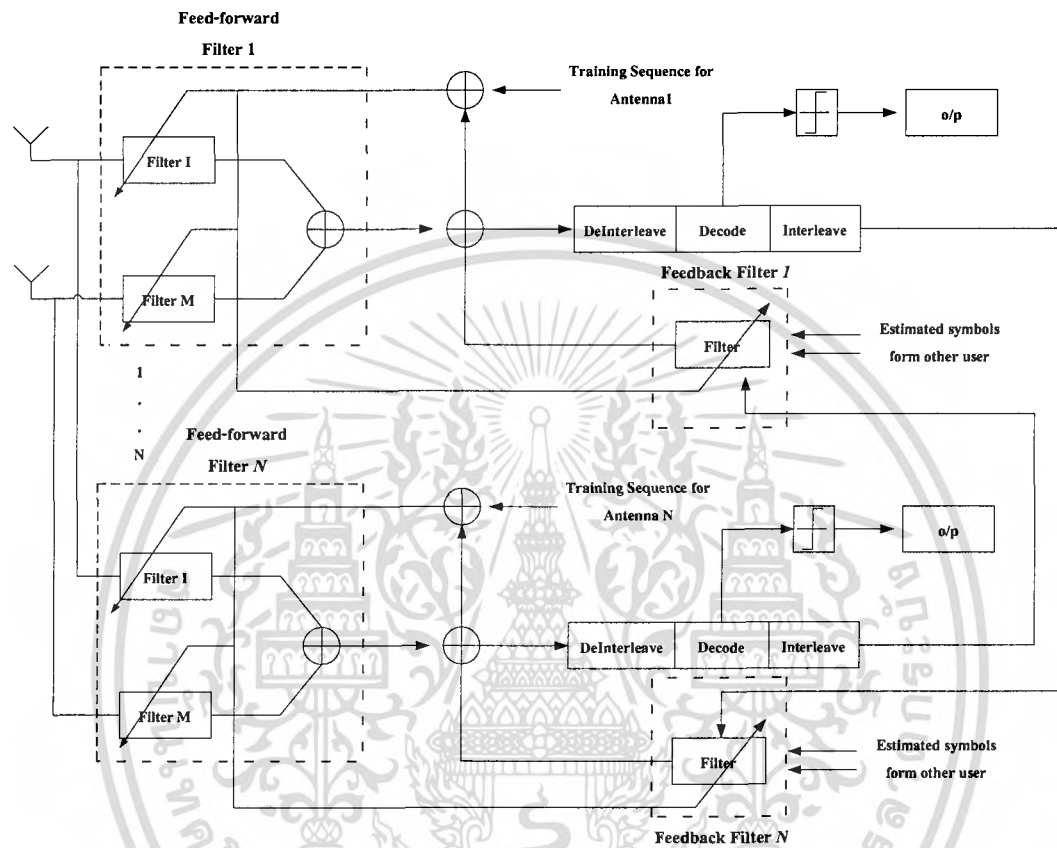 Feed-forward
Filter 1
Training Sequence for
Antenna1
o/p
Filter I
DeInterleave Decode Interleave
Feedback Filter 1
Filter M
Estimated symbols
form other user
Filter
1
.
.
.
N
Feed-forward
Filter N
Training Sequence for
Antenna N
o/p
Filter I
DeInterleave Decode Interleave
Filter M
Estimated symbols
form other user
Filter
Feedback Filter N